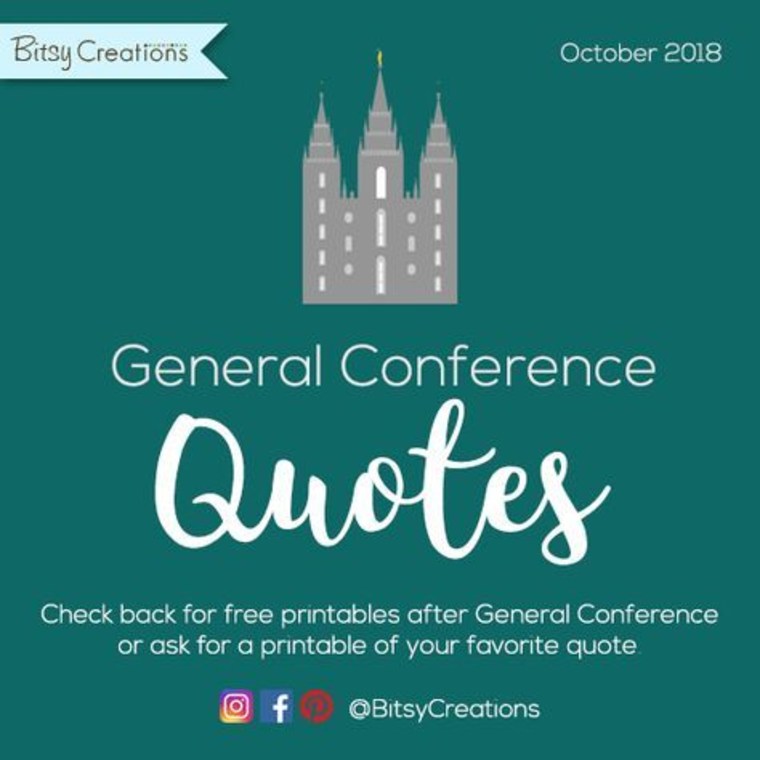 Bitsy Creations
October 2018
General Conference
Quotes
Check back for free printables after General Conference
or ask for a printable of your favorite quote
@BitsyCreations